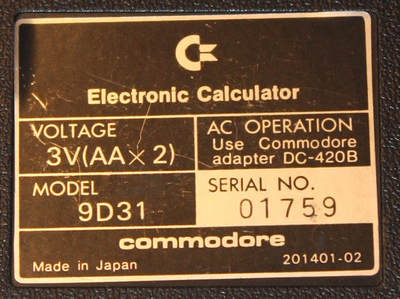 Electronic Calculator
VOLTAGE
3V(AA×2)
AC OPERATION
Use Commodore
adapter DC-420B
MODEL
9D31
SERIAL NO.
01759
commodore
Made in Japan
201401-02